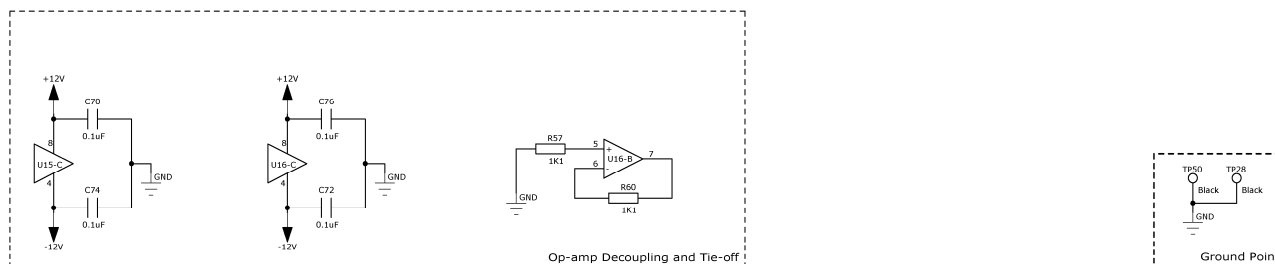 +12V
C70
0.1uF
8
U15-C
GND
4
C74
0.1uF
-12V
+12V
C76
0.1uF
8
U16-C
GND
4
C72
0.1uF
-12V
R57
1K1
5
+
U16-B
7
6
-
R60
1K1
GND
Op-amp Decoupling and Tie-off
TP50
TP28
Black
Black
GND
Ground Poin